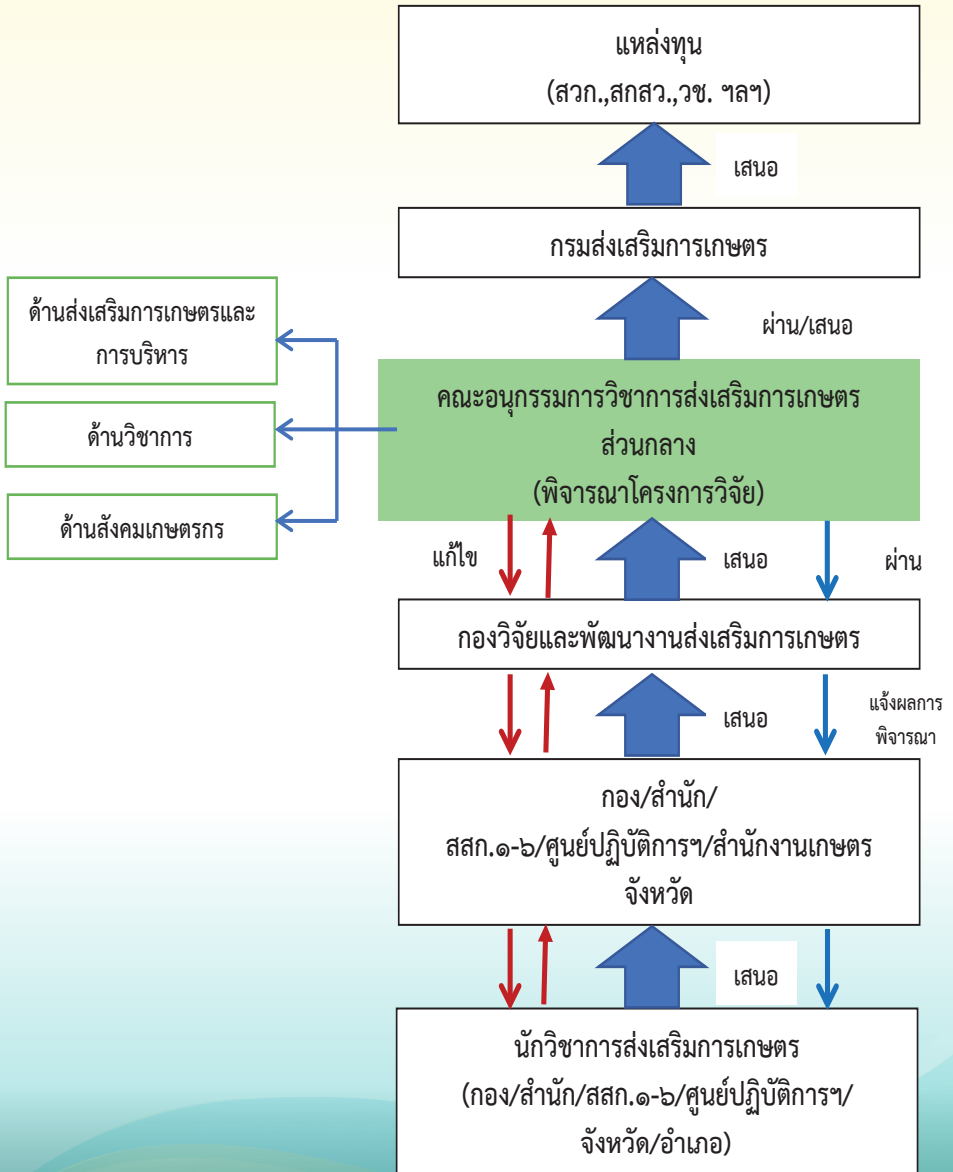 แหล่งทุน
(สวก.,สกสว.,วช. ฯลฯ)
เสนอ
กรมส่งเสริมการเกษตร
ผ่าน/เสนอ
ด้านส่งเสริมการเกษตรและ
การบริหาร
ด้านวิชาการ
ด้านสังคมเกษตรกร
คณะอนุกรรมการวิชาการส่งเสริมการเกษตร
ส่วนกลาง
(พิจารณาโครงการวิจัย)
แก้ไข
เสนอ
ผ่าน
กองวิจัยและพัฒนางานส่งเสริมการเกษตร
เสนอ
แจ้งผลการ
พิจารณา
กอง/สำนัก/
สสก.๑-๖/ศูนย์ปฏิบัติการฯ/สำนักงานเกษตร
จังหวัด
เสนอ
นักวิชาการส่งเสริมการเกษตร
(กอง/สำนัก/สสก.๑-๖/ศูนย์ปฏิบัติการฯ/
จังหวัด/อำเภอ)